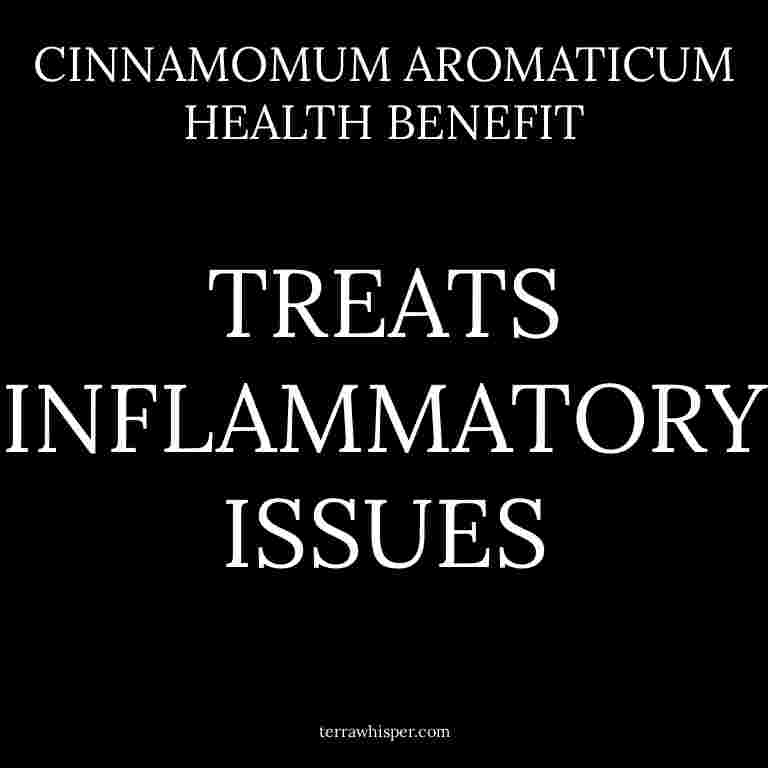 CINNAMOMUM AROMATICUM
HEALTH BENEFIT
TREATS
INFLAMMATORY
ISSUES
terrawhisper.com